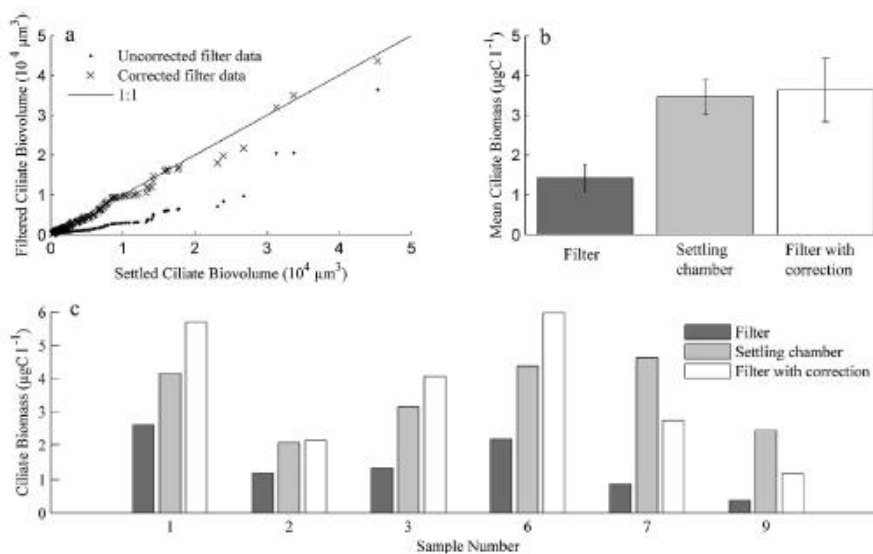 a
Uncorrected filter data
Corrected filter data
1:1
Filtered Ciliate Biovolume (10⁴ μm³)
5
4
3
2
1
0
0 1 2 3 4 5
Settled Ciliate Biovolume (10⁴ μm³)
b
Mean Ciliate Biomass (μgC l⁻¹)
5
4
3
2
1
0
Filter
Settling chamber
Filter with correction
c
Ciliate Biomass (μgC l⁻¹)
6
5
4
3
2
1
0
Filter
Settling chamber
Filter with correction
1 2 3 6 7 9
Sample Number